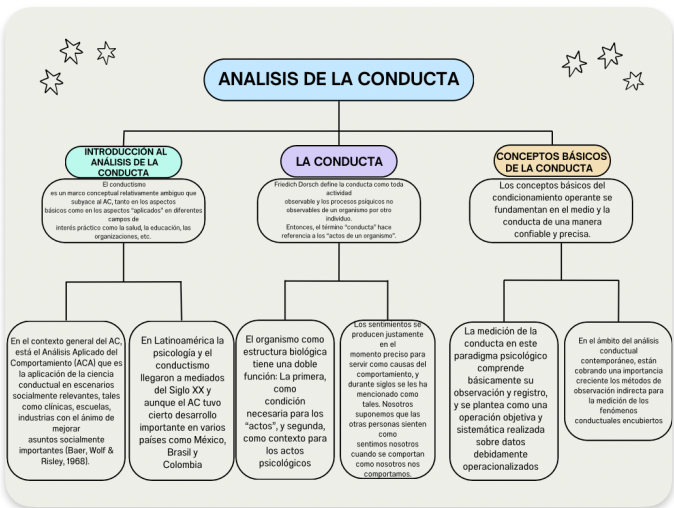 ANALISIS DE LA CONDUCTA
INTRODUCCIÓN AL
ANÁLISIS DE LA
CONDUCTA
El conductismo
es un marco conceptual relativamente ambiguo que
subyace al AC, tanto en los aspectos
básicos como en los aspectos "aplicados" en diferentes
campos de
interés práctico como la salud, la educación, las
organizaciones, etc.
LA CONDUCTA
Friedich Dorsch define la conducta como toda
actividad
observable y los procesos psíquicos no
observables de un organismo por otro
individuo.
Entonces, el término "conducta" hace
referencia a los "actos de un organismo".
CONCEPTOS BÁSICOS
DE LA CONDUCTA
Los conceptos básicos del
condicionamiento operante se
fundamentan en el medio y la
conducta de una manera
confiable y precisa.
En el contexto general del AC,
está el Análisis Aplicado del
Comportamiento (ACA) que es
la aplicación de la ciencia
conductual en escenarios
socialmente relevantes, tales
como clínicas, escuelas,
industrias con el ánimo de
mejorar
asuntos socialmente
importantes (Baer, Wolf &
Risley, 1968).
En Latinoamérica la
psicología y el
conductismo
llegaron a mediados
del Siglo XX y
aunque el AC tuvo
cierto desarrollo
importante en varios
países como México,
Brasil y
Colombia
El organismo como
estructura biológica
tiene una doble
función: La primera,
como
condición
necesaria para los
"actos", y segunda,
como contexto para
los actos
psicológicos
Los sentimientos se
producen justamente
en el
momento preciso para
servir como causas del
comportamiento, y
durante siglos se les ha
mencionado como
tales. Nosotros
suponemos que las
otras personas sienten
como
sentimos nosotros
cuando se comportan
como nosotros nos
comportamos.
La medición de la
conducta en este
paradigma psicológico
comprende
básicamente su
observación y registro,
y se plantea como una
operación objetiva y
sistemática realizada
sobre datos
debidamente
operacionalizados
En el ámbito del análisis
conductual
contemporáneo, están
cobrando una importancia
creciente los métodos de
observación indirecta para
la medición de los
fenómenos
conductuales encubiertos